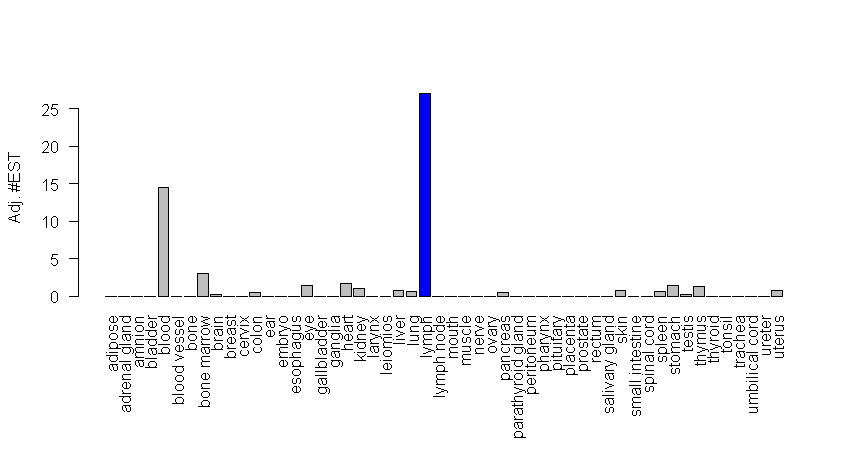 Adj. #EST
25
20
15
10
5
0
adipose
adrenal gland
amnion
bladder
blood
blood vessel
bone
bone marrow
brain
breast
cervix
colon
ear
embryo
esophagus
eye
gallbladder
ganglia
heart
kidney
larynx
leiomios
liver
lung
lymph
lymph node
mouth
muscle
nerve
ovary
pancreas
parathyroid gland
peritoneum
pharynx
pituitary
placenta
prostate
rectum
salivary gland
skin
small intestine
spinal cord
spleen
stomach
testis
thymus
thyroid
tonsil
trachea
umbilical cord
ureter
uterus